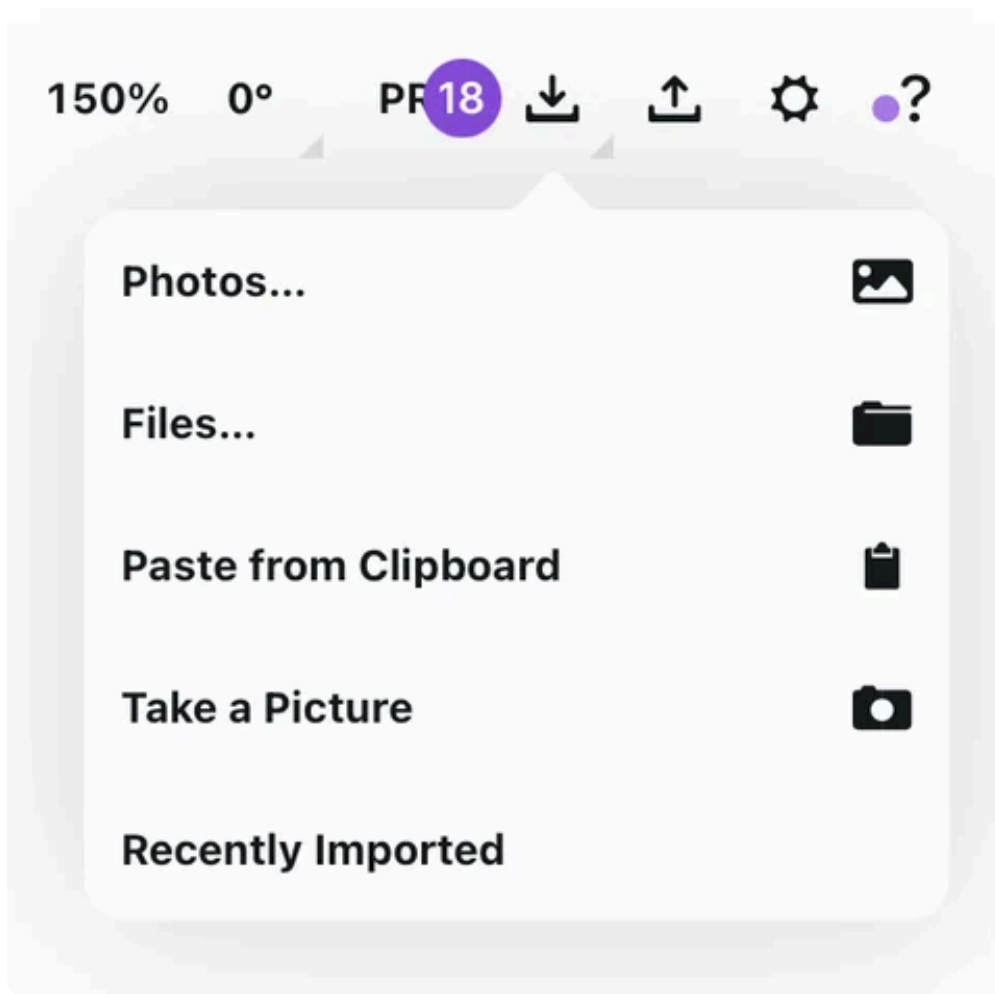 150% 0° PR 18 ?
Photos...
Files...
Paste from Clipboard
Take a Picture
Recently Imported